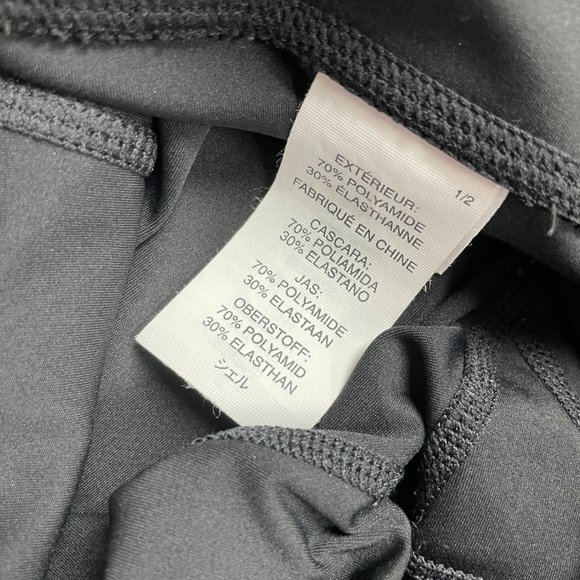 1/2
EXTÉRIEUR:
70% POLYAMIDE
30% ÉLASTHANNE
FABRIQUÉ EN CHINE
CASCARA:
70% POLIAMIDA
30% ELASTANO
JAS:
70% POLYAMIDE
30% ELASTAAN
OBERSTOFF:
70% POLYAMID
30% ELASTHAN
シェル